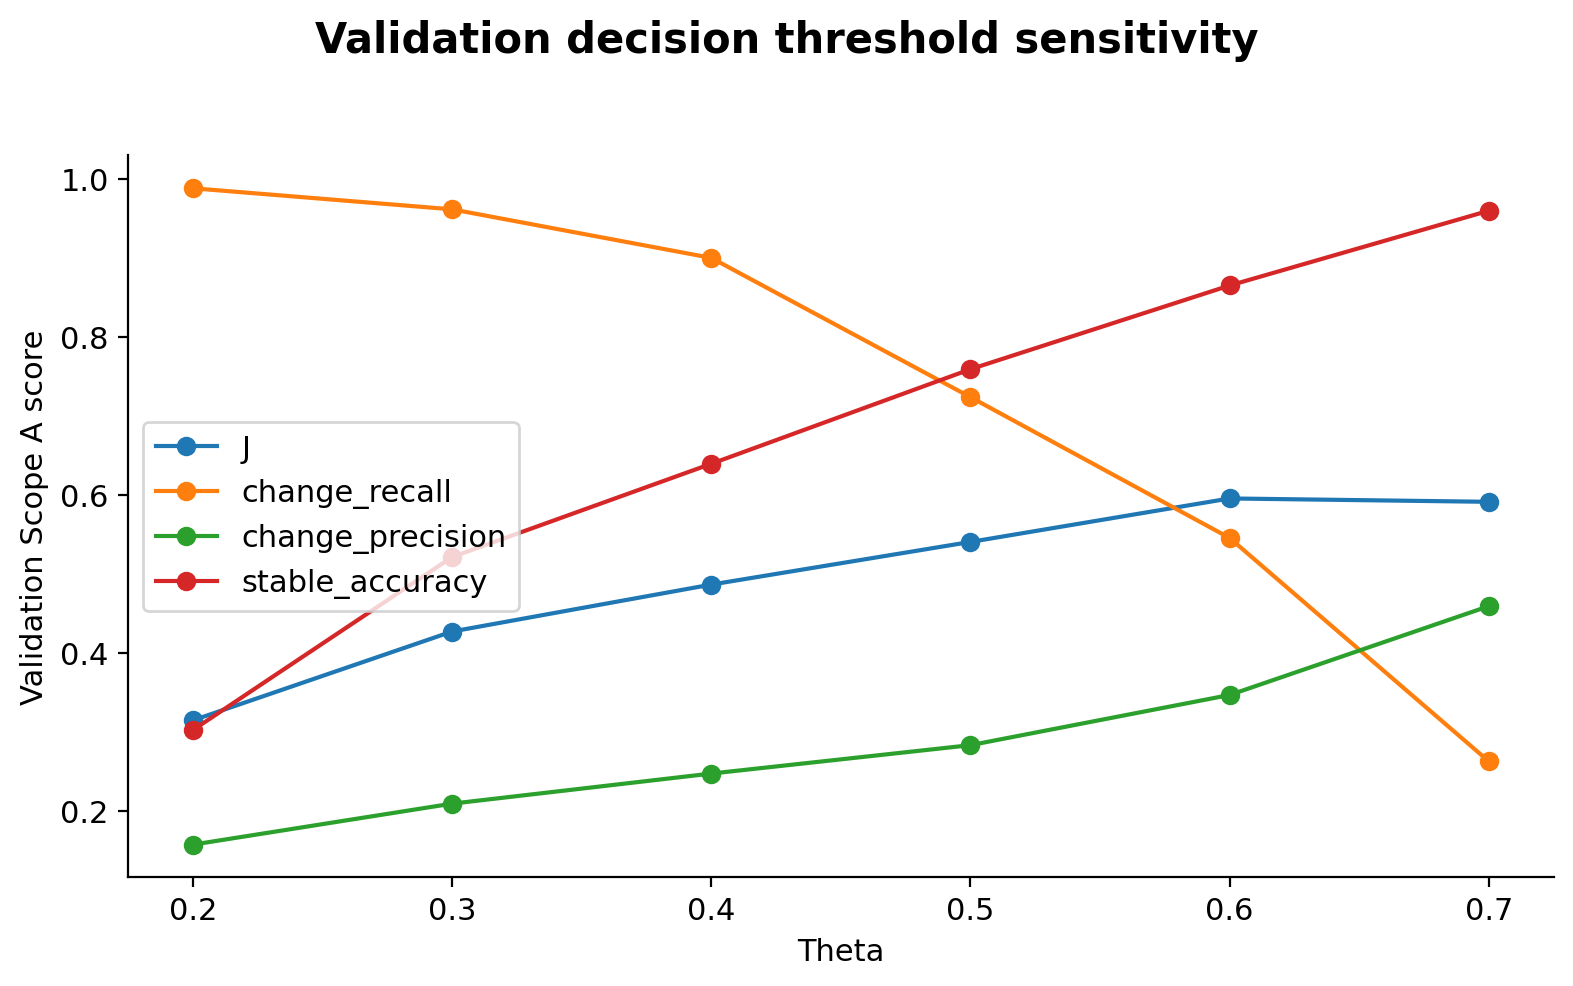 Validation decision threshold sensitivity
Validation Scope A score
1.0
0.8
0.6
0.4
0.2
J
change_recall
change_precision
stable_accuracy
0.2 0.3 0.4 0.5 0.6 0.7
Theta